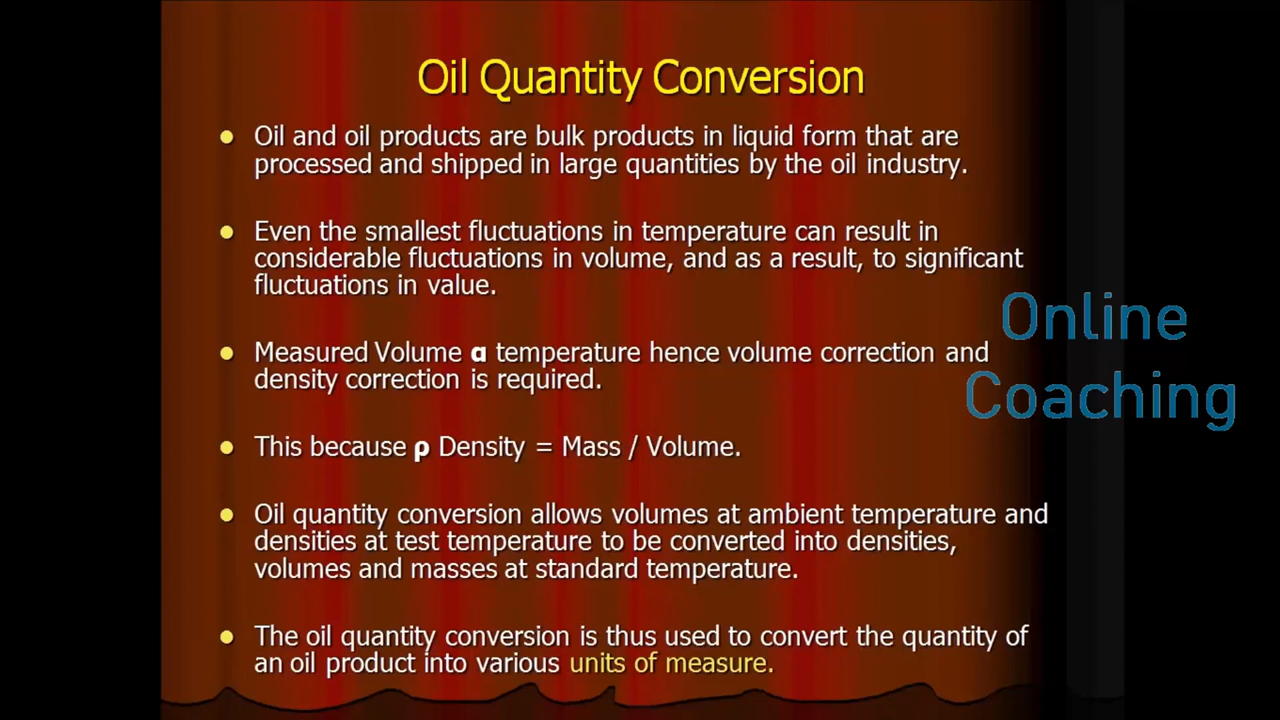 Oil Quantity Conversion
Oil and oil products are bulk products in liquid form that are
processed and shipped in large quantities by the oil industry.
Even the smallest fluctuations in temperature can result in
considerable fluctuations in volume, and as a result, to significant
fluctuations in value.
Measured Volume α temperature hence volume correction and
density correction is required.
This because ρ Density = Mass / Volume.
Oil quantity conversion allows volumes at ambient temperature and
densities at test temperature to be converted into densities,
volumes and masses at standard temperature.
The oil quantity conversion is thus used to convert the quantity of
an oil product into various units of measure.
Online
Coaching